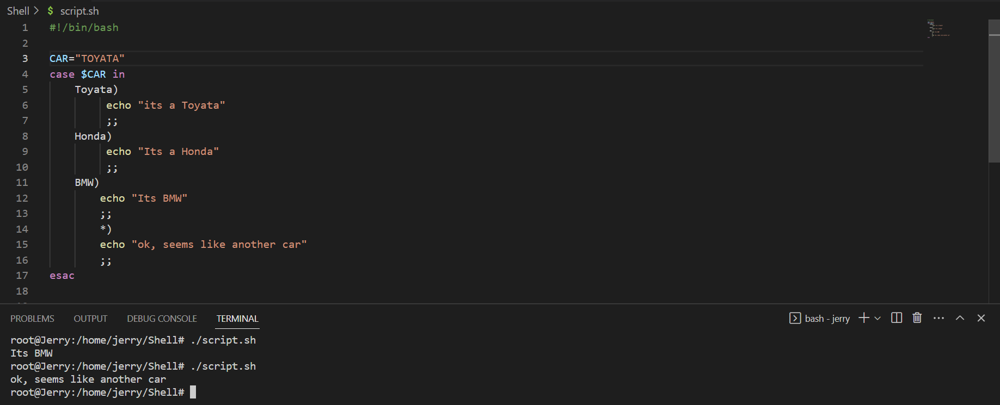 Shell > $ script.sh
1 #!/bin/bash
2
3 CAR="TOYATA"
4 case $CAR in
5 Toyata)
6 echo "its a Toyata"
7 ;;
8 Honda)
9 echo "Its a Honda"
10 ;;
11 BMW)
12 echo "Its BMW"
13 ;;
14 *)
15 echo "ok, seems like another car"
16 ;;
17 esac
18
PROBLEMS OUTPUT DEBUG CONSOLE TERMINAL bash - jerry
root@Jerry:/home/jerry/Shell# ./script.sh
Its BMW
root@Jerry:/home/jerry/Shell# ./script.sh
ok, seems like another car
root@Jerry:/home/jerry/Shell#